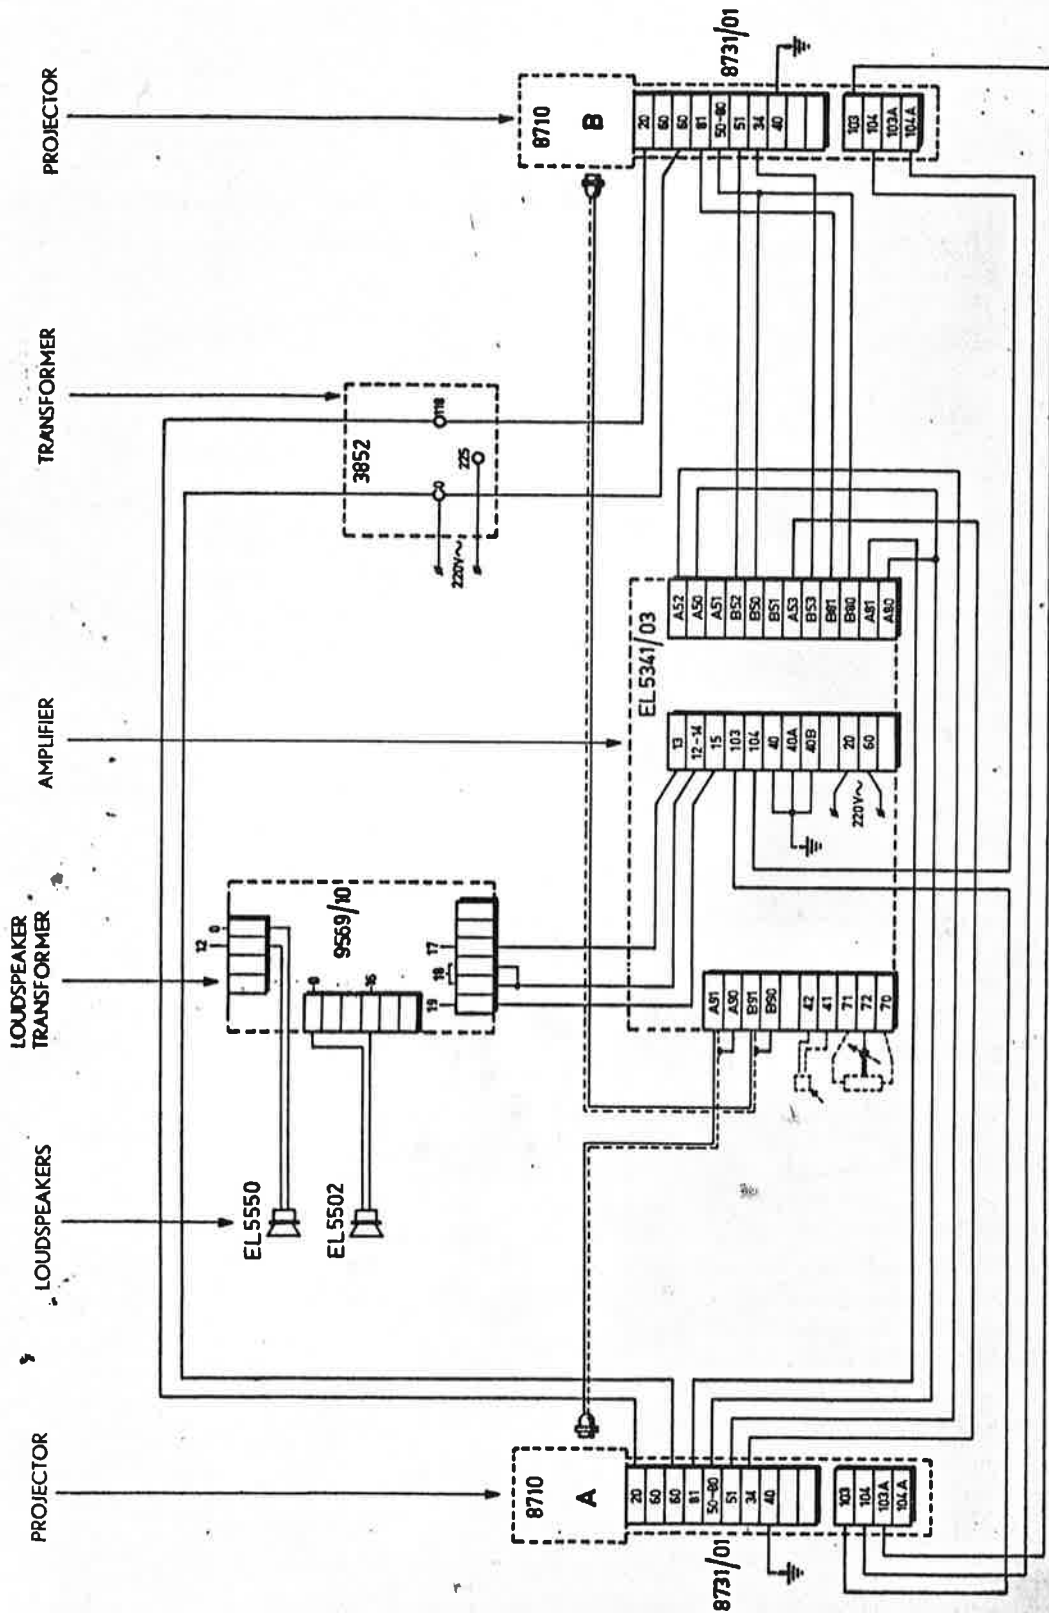 PROJECTOR
LOUDSPEAKERS
LOUDSPEAKER
TRANSFORMER
AMPLIFIER
TRANSFORMER
PROJECTOR
12
0
0
16
9569/10
19
18
17
EL5550
EL5502
3852
0
118
225
220V~
8710
A
20
60
60
81
50-80
51
34
40
103
104
103A
104A
8731/01
EL5341/03
A91
A90
B91
B90
42
41
71
72
70
13
12-14
15
103
104
40
40A
40B
20
60
220V~
A52
A50
A51
B52
B50
B51
A53
B53
B81
B80
A81
A80
8710
B
20
60
60
81
50-80
51
34
40
103
104
103A
104A
8731/01